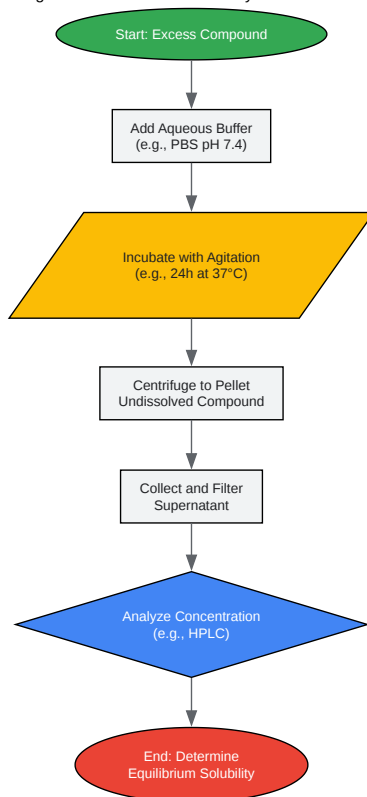 Start: Excess Compound
Add Aqueous Buffer
(e.g., PBS pH 7.4)
Incubate with Agitation
(e.g., 24h at 37°C)
Centrifuge to Pellet
Undissolved Compound
Collect and Filter
Supernatant
Analyze Concentration
(e.g., HPLC)
End: Determine
Equilibrium Solubility